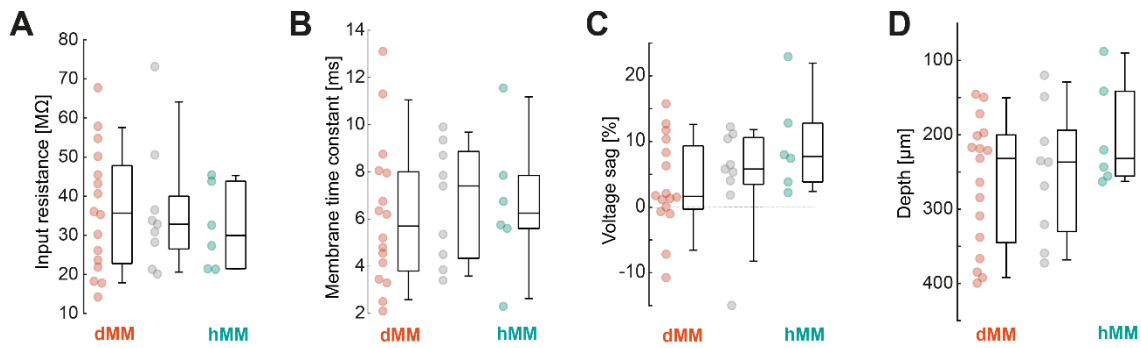 A
Input resistance [MΩ]
80
70
60
50
40
30
20
10
dMM
hMM
B
Membrane time constant [ms]
14
12
10
8
6
4
2
dMM
hMM
C
Voltage sag [%]
20
10
0
-10
dMM
hMM
D
Depth [µm]
100
200
300
400
dMM
hMM